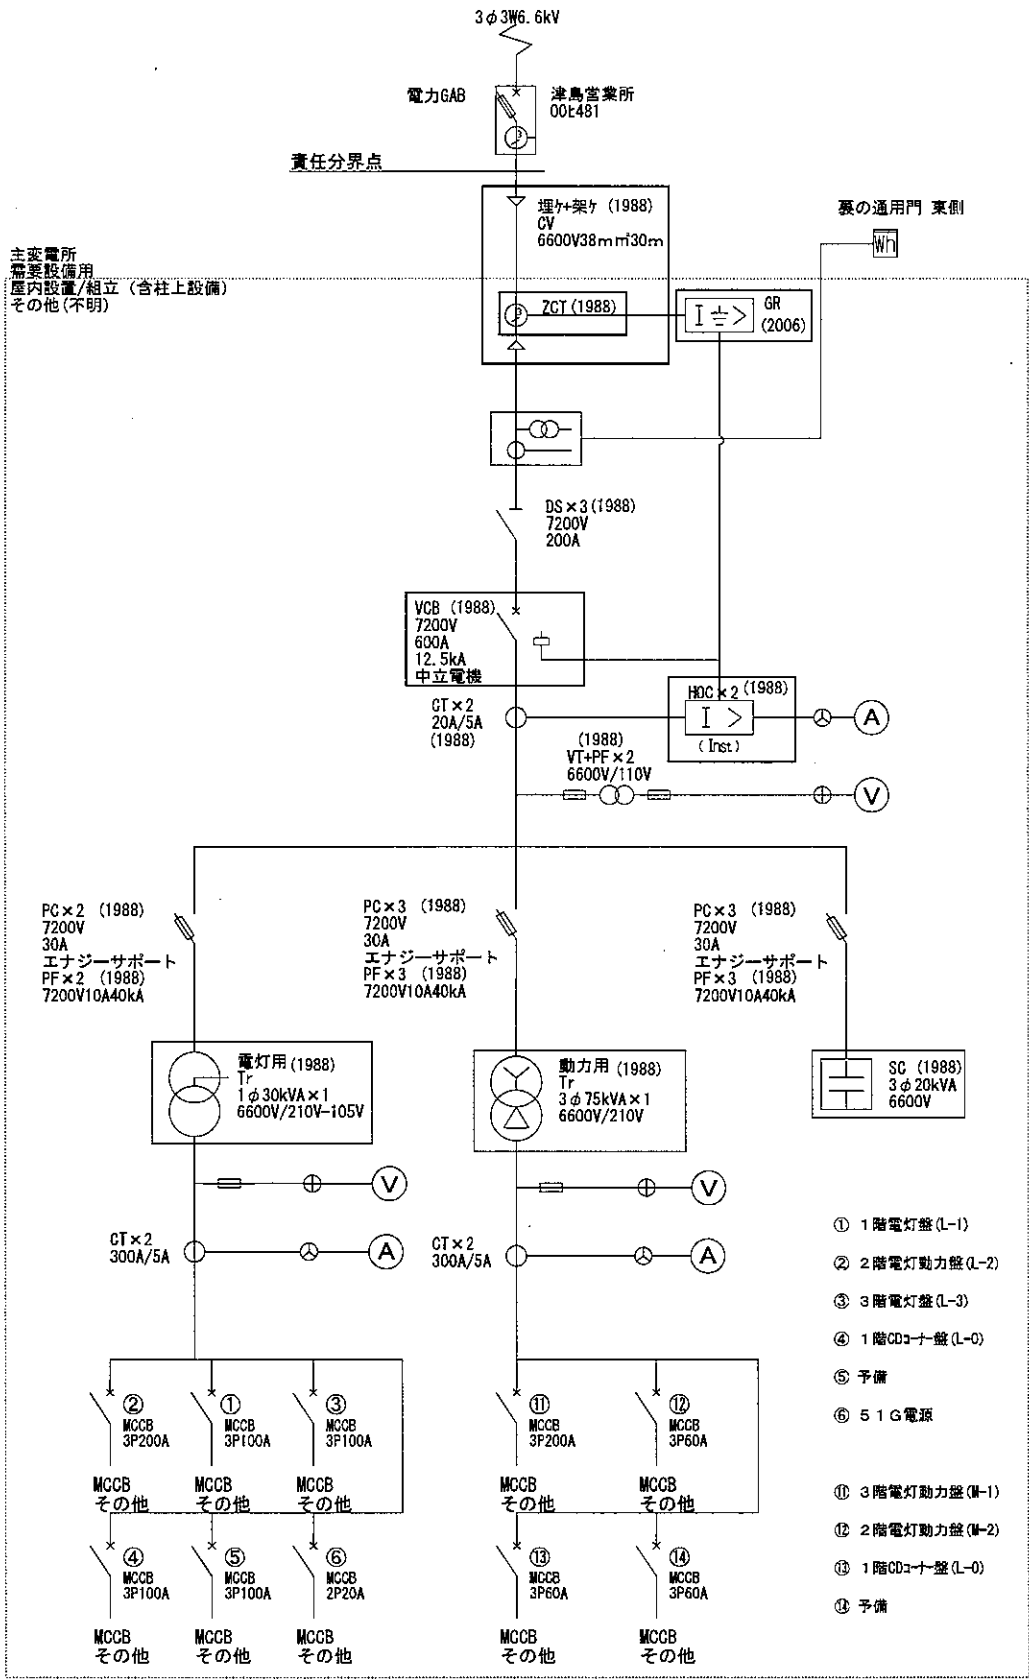 3φ3W6.6kV
電力GAB
津島営業所
責任分界点
埋ケ+架ケ (1988)
CV
6600V38m㎡30m
裏の通用門 東側
Wh
主変電所
需要設備用
屋内設置/組立 (含柱上設備)
その他(不明)
ZCT(1988)
I >
GR
(2006)
DS×3(1988)
7200V
200A
VCB (1988)
7200V
600A
12.5kA
中立電機
CT×2
20A/5A
(1988)
HOC×2(1988)
I >
(Inst)
A
(1988)
VT+PF×2
6600V/110V
V
PC×2 (1988)
7200V
30A
エナジーサポート
PF×2 (1988)
7200V10A40kA
PC×3 (1988)
7200V
30A
エナジーサポート
PF×3 (1988)
7200V10A40kA
PC×3 (1988)
7200V
30A
エナジーサポート
PF×3 (1988)
7200V10A40kA
電灯用(1988)
Tr
1φ30kVA×1
6600V/210V-105V
動力用(1988)
Tr
3φ75kVA×1
6600V/210V
SC (1988)
3φ20kVA
6600V
V
V
CT×2
300A/5A
A
CT×2
300A/5A
A
① 1階電灯盤(L-1)
② 2階電灯動力盤(L-2)
③ 3階電灯盤(L-3)
④ 1階CDコーナー盤(L-0)
⑤ 予備
⑥ 51G電源
⑪ 3階電灯動力盤(M-1)
⑫ 2階電灯動力盤(M-2)
⑬ 1階CDコーナー盤(L-0)
⑭ 予備
②
MCCB
3P200A
MCCB
その他
①
MCCB
3P100A
MCCB
その他
③
MCCB
3P100A
MCCB
その他
⑪
MCCB
3P200A
MCCB
その他
⑫
MCCB
3P60A
MCCB
その他
④
MCCB
3P100A
MCCB
その他
⑤
MCCB
3P100A
MCCB
その他
⑥
MCCB
2P20A
MCCB
その他
⑬
MCCB
3P60A
MCCB
その他
⑭
MCCB
3P60A
MCCB
その他